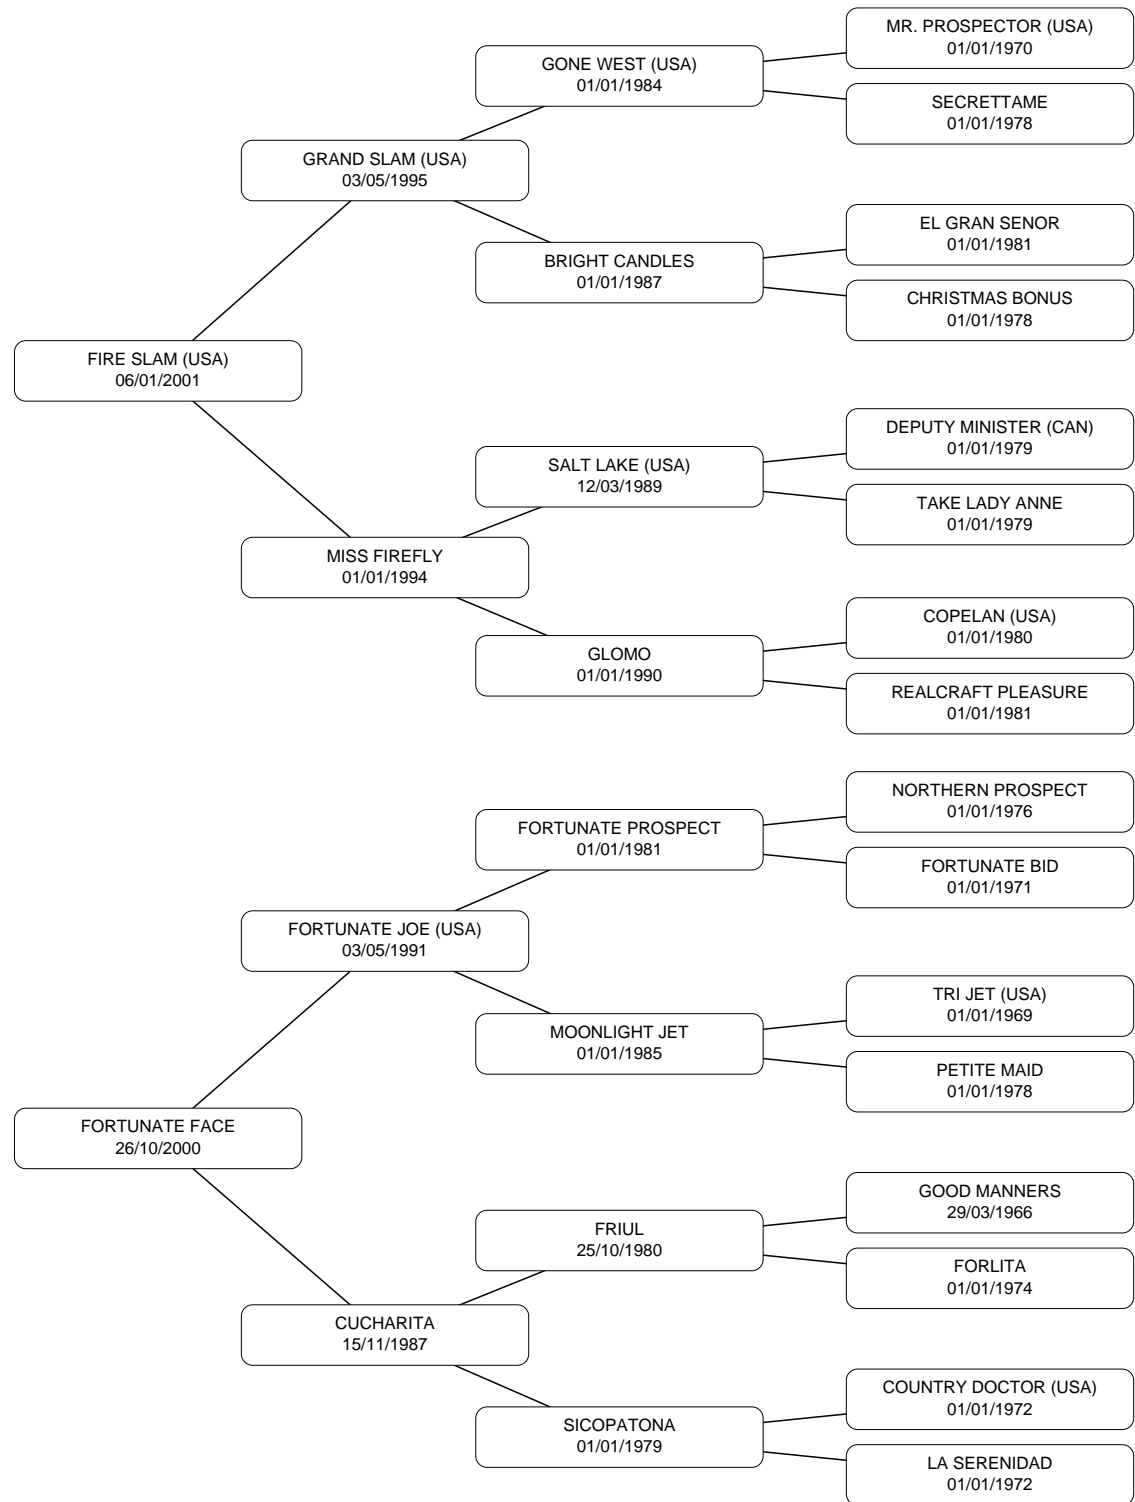 MR. PROSPECTOR (USA)
01/01/1970
GONE WEST (USA)
01/01/1984
SECRETTAME
01/01/1978
GRAND SLAM (USA)
03/05/1995
EL GRAN SENOR
01/01/1981
BRIGHT CANDLES
01/01/1987
CHRISTMAS BONUS
01/01/1978
FIRE SLAM (USA)
06/01/2001
DEPUTY MINISTER (CAN)
01/01/1979
SALT LAKE (USA)
12/03/1989
TAKE LADY ANNE
01/01/1979
MISS FIREFLY
01/01/1994
COPELAN (USA)
01/01/1980
GLOMO
01/01/1990
REALCRAFT PLEASURE
01/01/1981
NORTHERN PROSPECT
01/01/1976
FORTUNATE PROSPECT
01/01/1981
FORTUNATE BID
01/01/1971
FORTUNATE JOE (USA)
03/05/1991
TRI JET (USA)
01/01/1969
MOONLIGHT JET
01/01/1985
PETITE MAID
01/01/1978
FORTUNATE FACE
26/10/2000
GOOD MANNERS
29/03/1966
FRIUL
25/10/1980
FORLITA
01/01/1974
CUCHARITA
15/11/1987
COUNTRY DOCTOR (USA)
01/01/1972
SICOPATONA
01/01/1979
LA SERENIDAD
01/01/1972